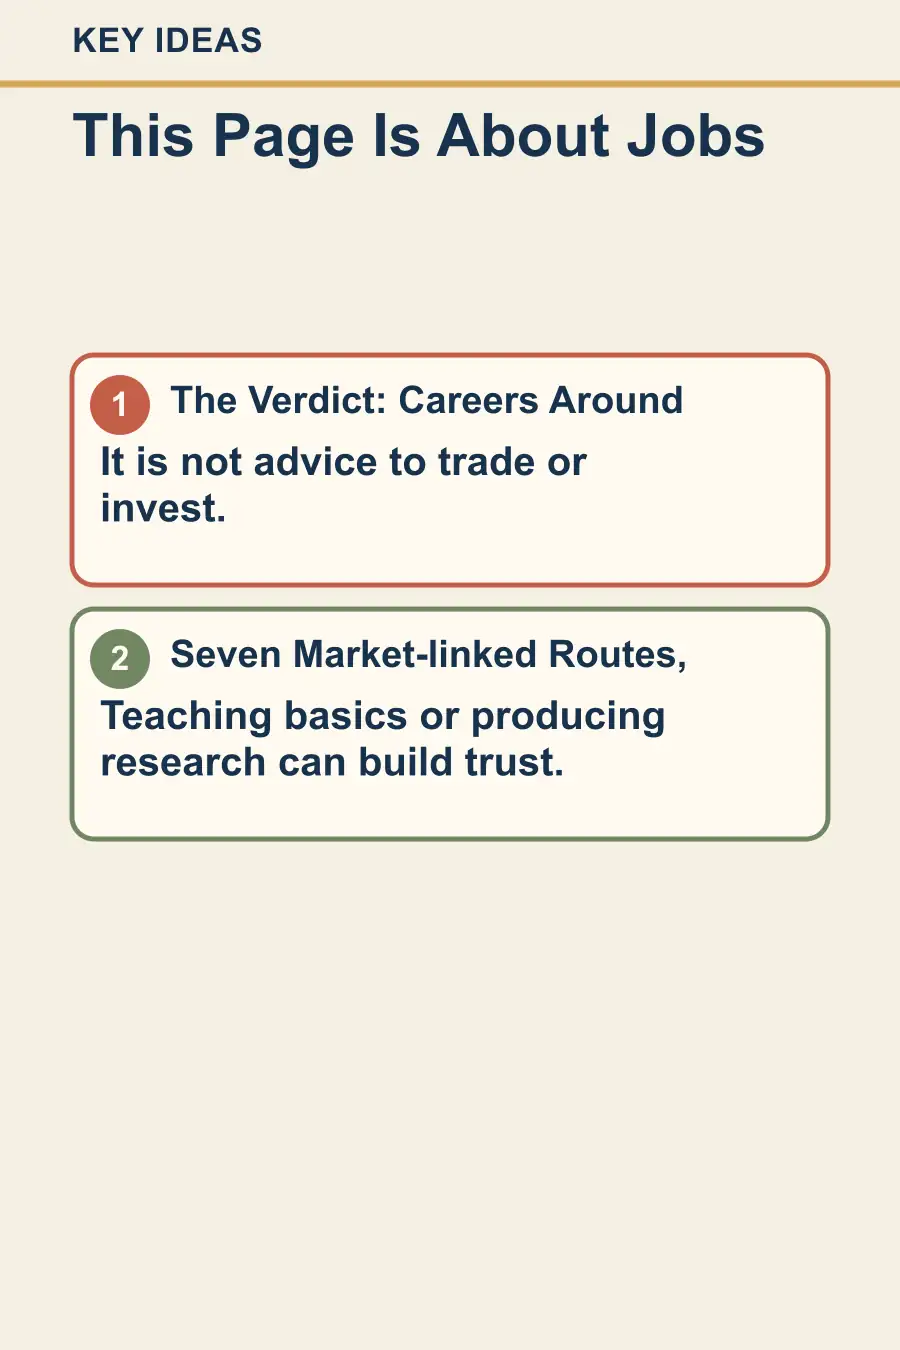 KEY IDEAS
This Page Is About Jobs
1 The Verdict: Careers Around
It is not advice to trade or
invest.
2 Seven Market-linked Routes,
Teaching basics or producing
research can build trust.